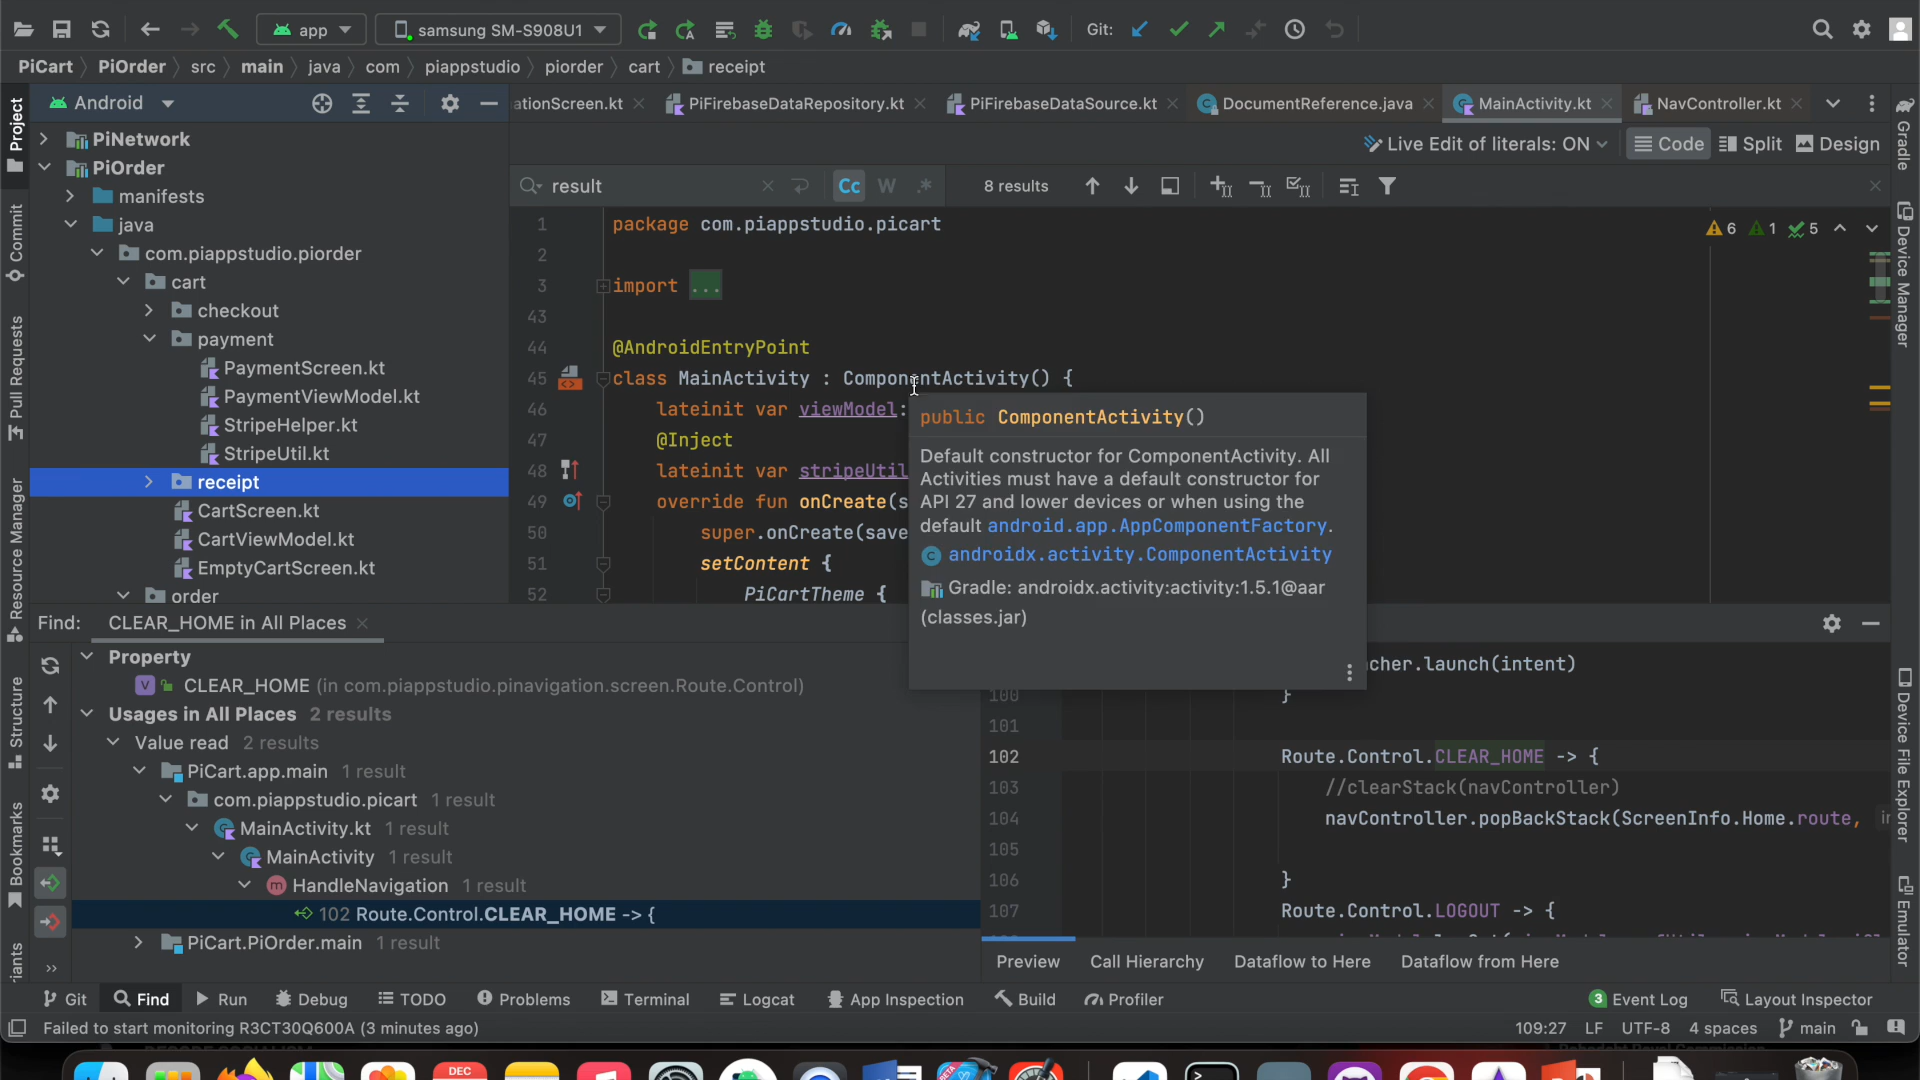 app
samsung SM-S908U1
Git:
PiCart
PiOrder
src
main
java
com
piappstudio
piorder
cart
receipt
Android
ationScreen.kt
PiFirebaseDataRepository.kt
PiFirebaseDataSource.kt
DocumentReference.java
MainActivity.kt
NavController.kt
Live Edit of literals: ON
Code
Split
Design
result
Cc
W
.*
8 results
Project
Commit
Pull Requests
Resource Manager
Structure
Bookmarks
riants
PiNetwork
PiOrder
manifests
java
com.piappstudio.piorder
cart
checkout
payment
PaymentScreen.kt
PaymentViewModel.kt
StripeHelper.kt
StripeUtil.kt
receipt
CartScreen.kt
CartViewModel.kt
EmptyCartScreen.kt
order
1 package com.piappstudio.picart
6 1 5
2
3 import ...
43
44 @AndroidEntryPoint
45 class MainActivity : ComponentActivity() {
46 lateinit var viewModel:
47 @Inject
48 lateinit var stripeUtil
49 override fun onCreate(s
50 super.onCreate(save
51 setContent {
52 PiCartTheme {
public ComponentActivity()
Default constructor for ComponentActivity. All
Activities must have a default constructor for
API 27 and lower devices or when using the
default android.app.AppComponentFactory.
androidx.activity.ComponentActivity
Gradle: androidx.activity:activity:1.5.1@aar
(classes.jar)
Gradle
Device Manager
Device File Explorer
Emulator
Find:
CLEAR_HOME in All Places
Property
CLEAR_HOME (in com.piappstudio.pinavigation.screen.Route.Control)
Usages in All Places 2 results
Value read 2 results
PiCart.app.main 1 result
com.piappstudio.picart 1 result
MainActivity.kt 1 result
MainActivity 1 result
HandleNavigation 1 result
102 Route.Control.CLEAR_HOME -> {
PiCart.PiOrder.main 1 result
cher.launch(intent)
100 }
101
102 Route.Control.CLEAR_HOME -> {
103 //clearStack(navController)
104 navController.popBackStack(ScreenInfo.Home.route, in
105
106 }
107 Route.Control.LOGOUT -> {
Preview
Call Hierarchy
Dataflow to Here
Dataflow from Here
Git
Find
Run
Debug
TODO
Problems
Terminal
Logcat
App Inspection
Build
Profiler
3 Event Log
Layout Inspector
Failed to start monitoring R3CT30Q600A (3 minutes ago)
109:27
LF
UTF-8
4 spaces
main
DEC